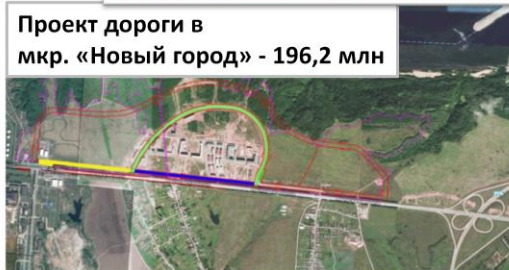 Проект дороги в
мкр. «Новый город» - 196,2 млн